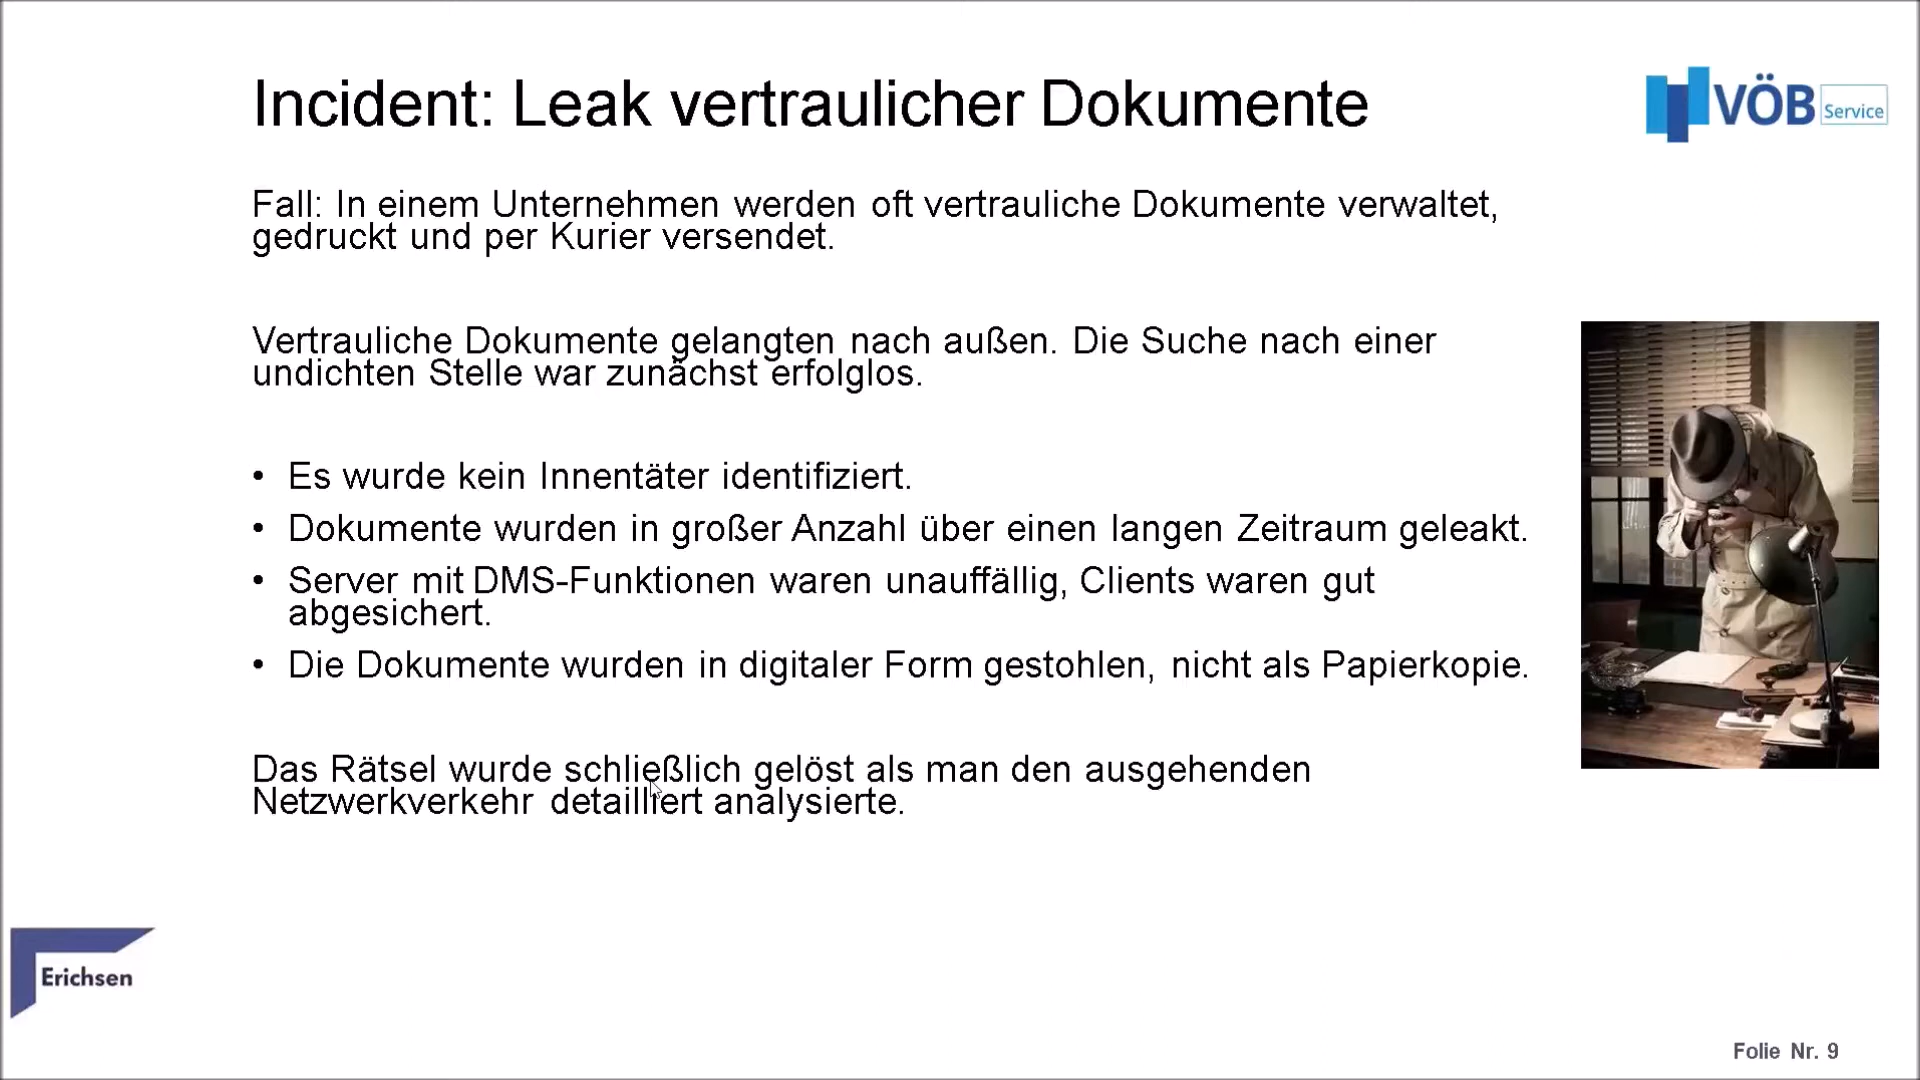 Incident: Leak vertraulicher Dokumente
VÖB Service
Fall: In einem Unternehmen werden oft vertrauliche Dokumente verwaltet,
gedruckt und per Kurier versendet.
Vertrauliche Dokumente gelangten nach außen. Die Suche nach einer
undichten Stelle war zunächst erfolglos.
• Es wurde kein Innentäter identifiziert.
• Dokumente wurden in großer Anzahl über einen langen Zeitraum geleakt.
• Server mit DMS-Funktionen waren unauffällig, Clients waren gut
abgesichert.
• Die Dokumente wurden in digitaler Form gestohlen, nicht als Papierkopie.
Das Rätsel wurde schließlich gelöst als man den ausgehenden
Netzwerkverkehr detailliert analysierte.
Erichsen
Folie Nr. 9